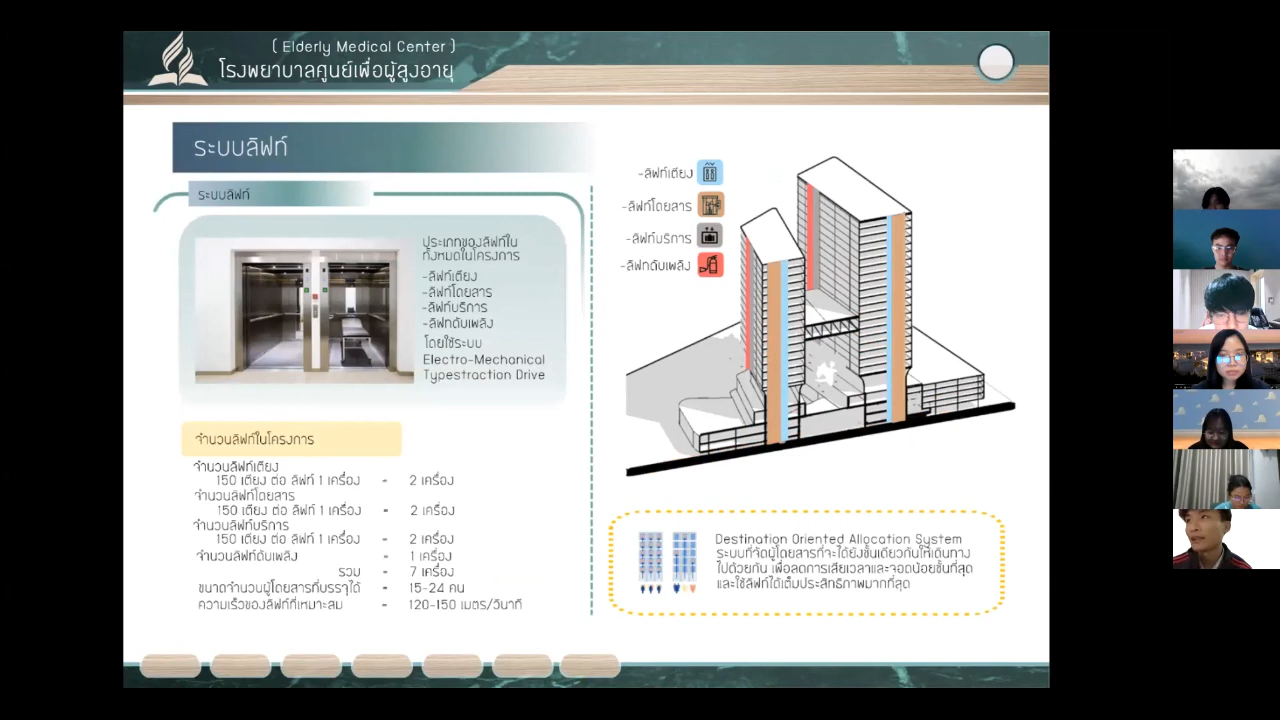 ( Elderly Medical Center )
โรงพยาบาลศูนย์เพื่อผู้สูงอายุ
ระบบลิฟท์
ระบบลิฟท์
ประเภทของลิฟท์ใน
ทั้งหมดในโครงการ
-ลิฟท์เตียง
-ลิฟท์โดยสาร
-ลิฟท์บริการ
-ลิฟท์ดับเพลิง
โดยใช้ระบบ
Electro-Mechanical
Typestraction Drive
จำนวนลิฟท์ในโครงการ
จำนวนลิฟท์เตียง
150 เตียง ต่อ ลิฟท์ 1 เครื่อง - 2 เครื่อง
จำนวนลิฟท์โดยสาร
150 เตียง ต่อ ลิฟท์ 1 เครื่อง - 2 เครื่อง
จำนวนลิฟท์บริการ
150 เตียง ต่อ ลิฟท์ 1 เครื่อง - 2 เครื่อง
จำนวนลิฟท์ดับเพลิง - 1 เครื่อง
รวม - 7 เครื่อง
ขนาดจำนวนผู้โดยสารที่บรรจุได้ - 15-24 คน
ความเร็วของลิฟท์ที่เหมาะสม - 120-150 เมตร/วินาที
-ลิฟท์เตียง
-ลิฟท์โดยสาร
-ลิฟท์บริการ
-ลิฟท์ดับเพลิง
Destination Oriented Allocation System
ระบบที่จัดผู้โดยสารที่จะไปยังชั้นเดียวกันให้เดินทาง
ไปด้วยกัน เพื่อลดการเสียเวลาและจอดน้อยชั้นที่สุด
และใช้ลิฟท์ได้เต็มประสิทธิภาพมากที่สุด